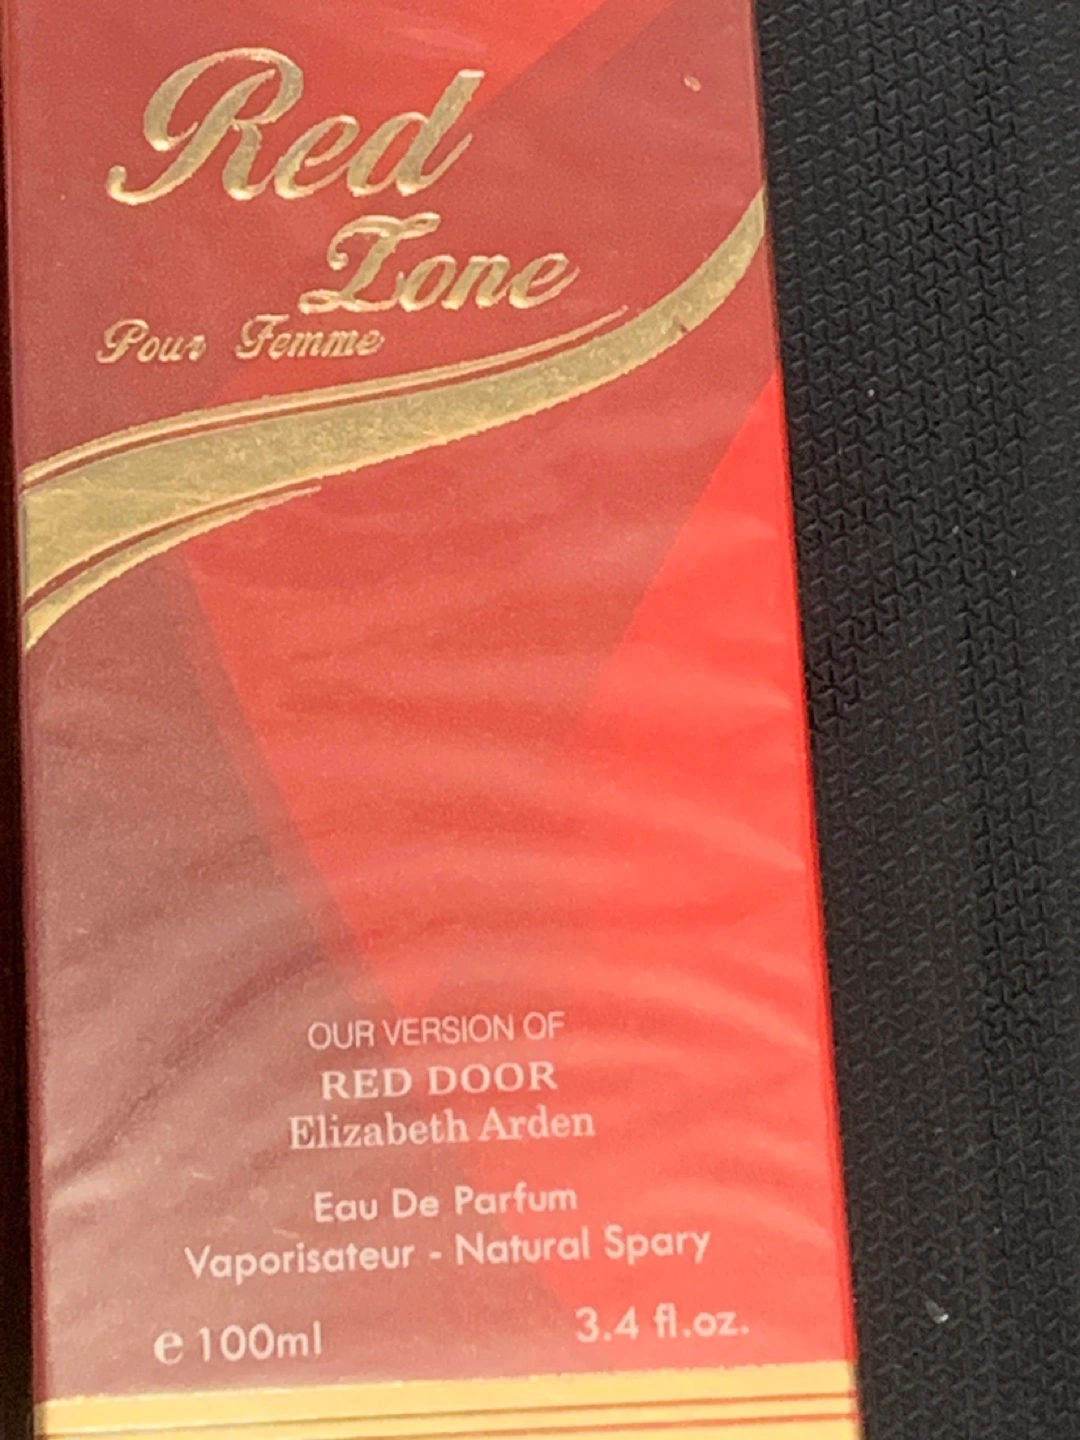 Red
Zone
Pour Femme
OUR VERSION OF
RED DOOR
Elizabeth Arden
Eau De Parfum
Vaporisateur - Natural Spary
e 100ml
3.4 fl.oz.